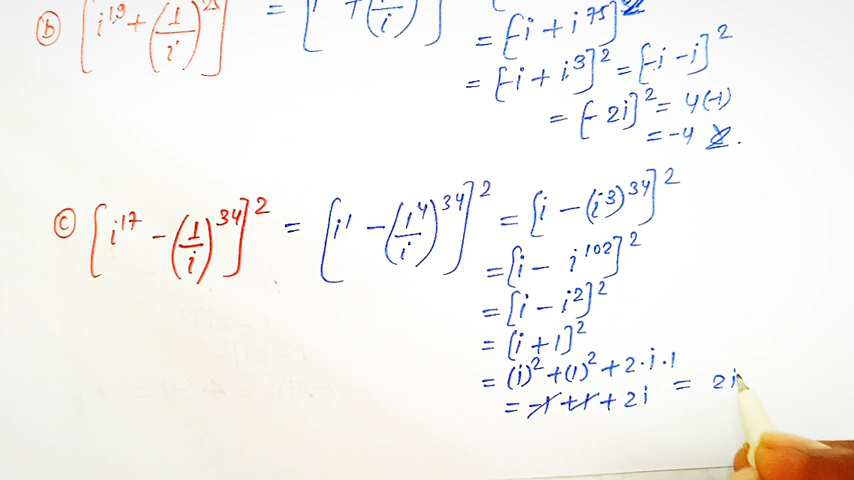 ⓑ [i^19 + (1/i)^25]^2 = [i^1 + (/i)]
= [-i + i^75]^2
= [-i + i^3]^2 = [-i - i]^2
= [- 2i]^2 = 4(-1)
= -4
ⓒ [i^17 - (1/i)^34]^2 = [i^1 - (1^4/i)^34]^2 = [i - (i^3)^34]^2
= [i - i^102]^2
= [i - i^2]^2
= [i + 1]^2
= (i)^2 + (1)^2 + 2·i·1
= -1 + 1 + 2i = 2i